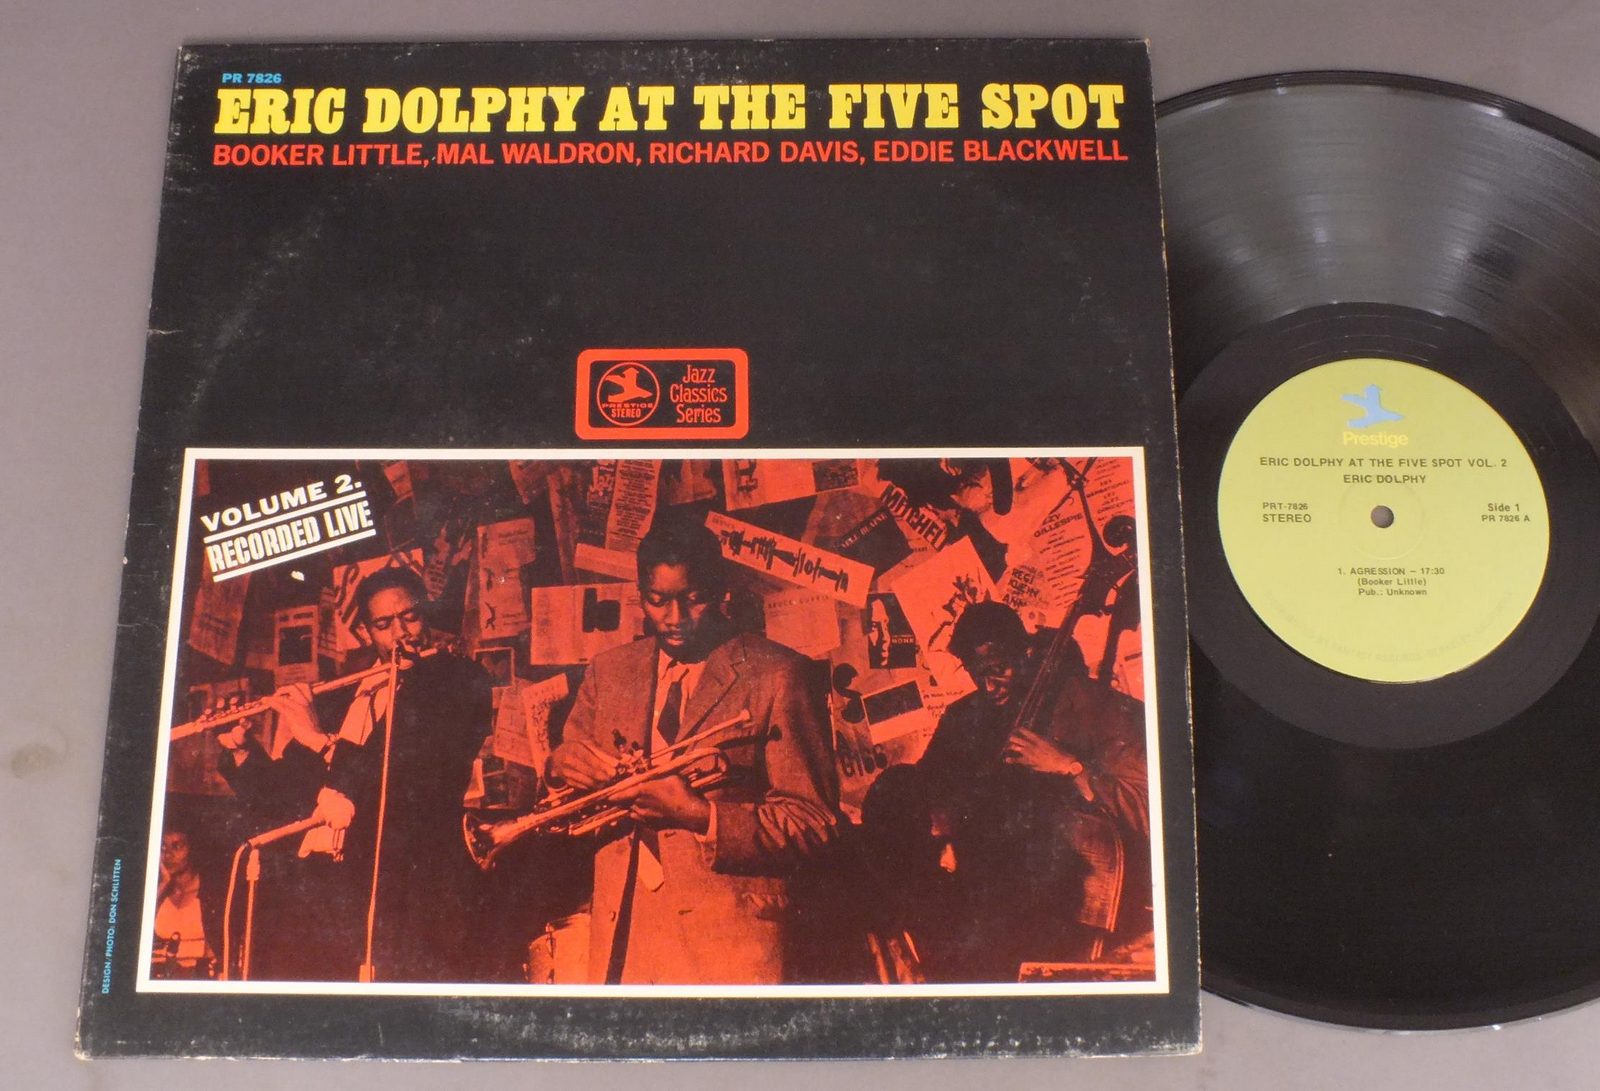 PR 7826
ERIC DOLPHY AT THE FIVE SPOT
BOOKER LITTLE, MAL WALDRON, RICHARD DAVIS, EDDIE BLACKWELL
PRESTIGE
STEREO
Jazz
Classics
Series
VOLUME 2.
RECORDED LIVE
MITCHELL
GILLESPIE
DESIGN/PHOTO: DON SCHLITTEN
Prestige
ERIC DOLPHY AT THE FIVE SPOT VOL. 2
ERIC DOLPHY
PRT-7826
STEREO
Side 1
PR 7826 A
1. AGRESSION – 17:30
(Booker Little)
Pub.: Unknown